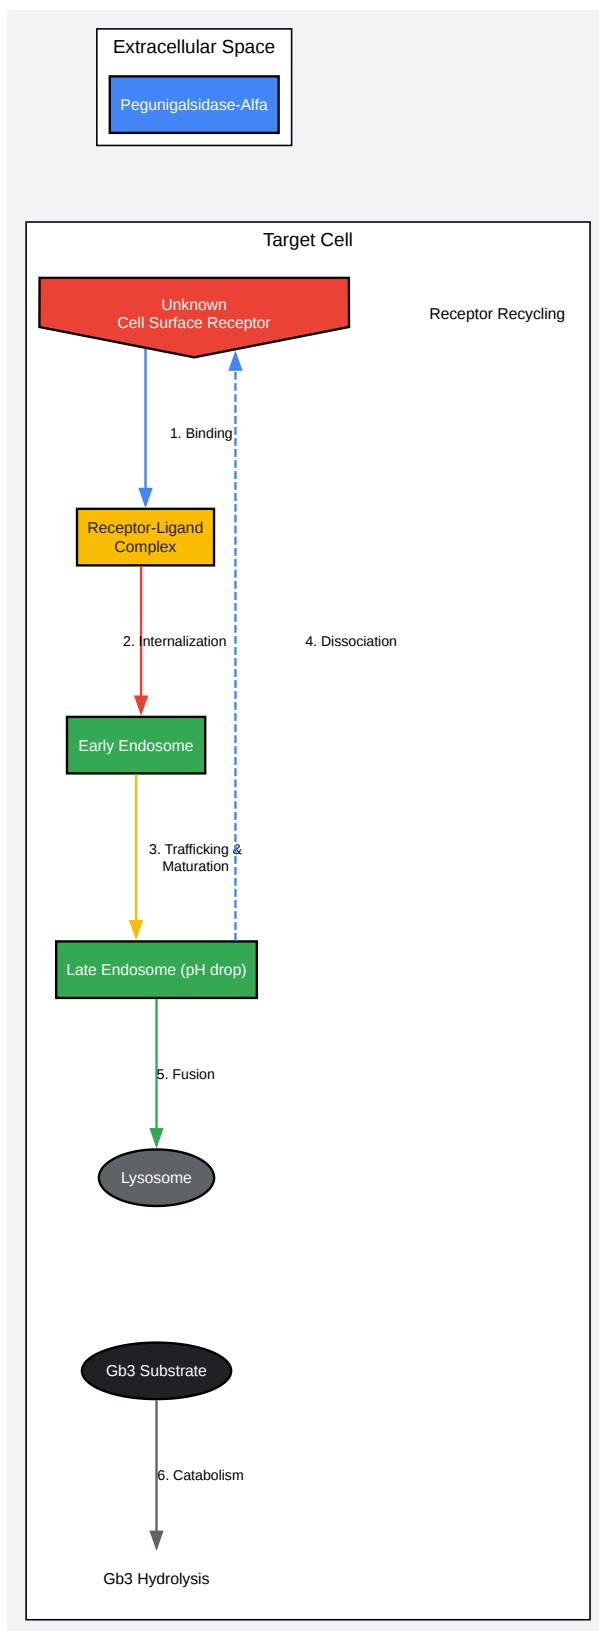 Extracellular Space
Pegunigalsidase-Alfa
Target Cell
Unknown
Cell Surface Receptor
Receptor Recycling
1. Binding
Receptor-Ligand
Complex
2. Internalization
4. Dissociation
Early Endosome
3. Trafficking &
Maturation
Late Endosome (pH drop)
5. Fusion
Lysosome
Gb3 Substrate
6. Catabolism
Gb3 Hydrolysis